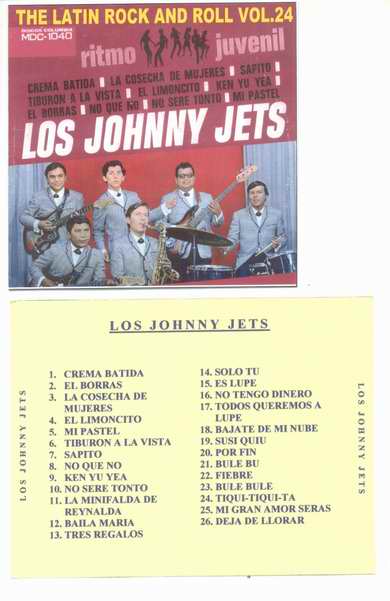 THE LATIN ROCK AND ROLL VOL.24
DISCOS COLUMBIA
MDC-1040
ritmo juvenil
CREMA BATIDA LA COSECHA DE MUJERES SAPITO
TIBURON A LA VISTA EL LIMONCITO KEN YU YEA
EL BORRAS NO QUE NO NO SERE TONTO MI PASTEL
LOS JOHNNY JETS
LOS JOHNNY JETS
LOS JOHNNY JETS
1. CREMA BATIDA
2. EL BORRAS
3. LA COSECHA DE
MUJERES
4. EL LIMONCITO
5. MI PASTEL
6. TIBURON A LA VISTA
7. SAPITO
8. NO QUE NO
9. KEN YU YEA
10. NO SERE TONTO
11. LA MINIFALDA DE
REYNALDA
12. BAILA MARIA
13. TRES REGALOS
14. SOLO TU
15. ES LUPE
16. NO TENGO DINERO
17. TODOS QUEREMOS A
LUPE
18. BAJATE DE MI NUBE
19. SUSI QUIU
20. POR FIN
21. BULE BU
22. FIEBRE
23. BULE BULE
24. TIQUI-TIQUI-TA
25. MI GRAN AMOR SERAS
26. DEJA DE LLORAR
LOS JOHNNY JETS